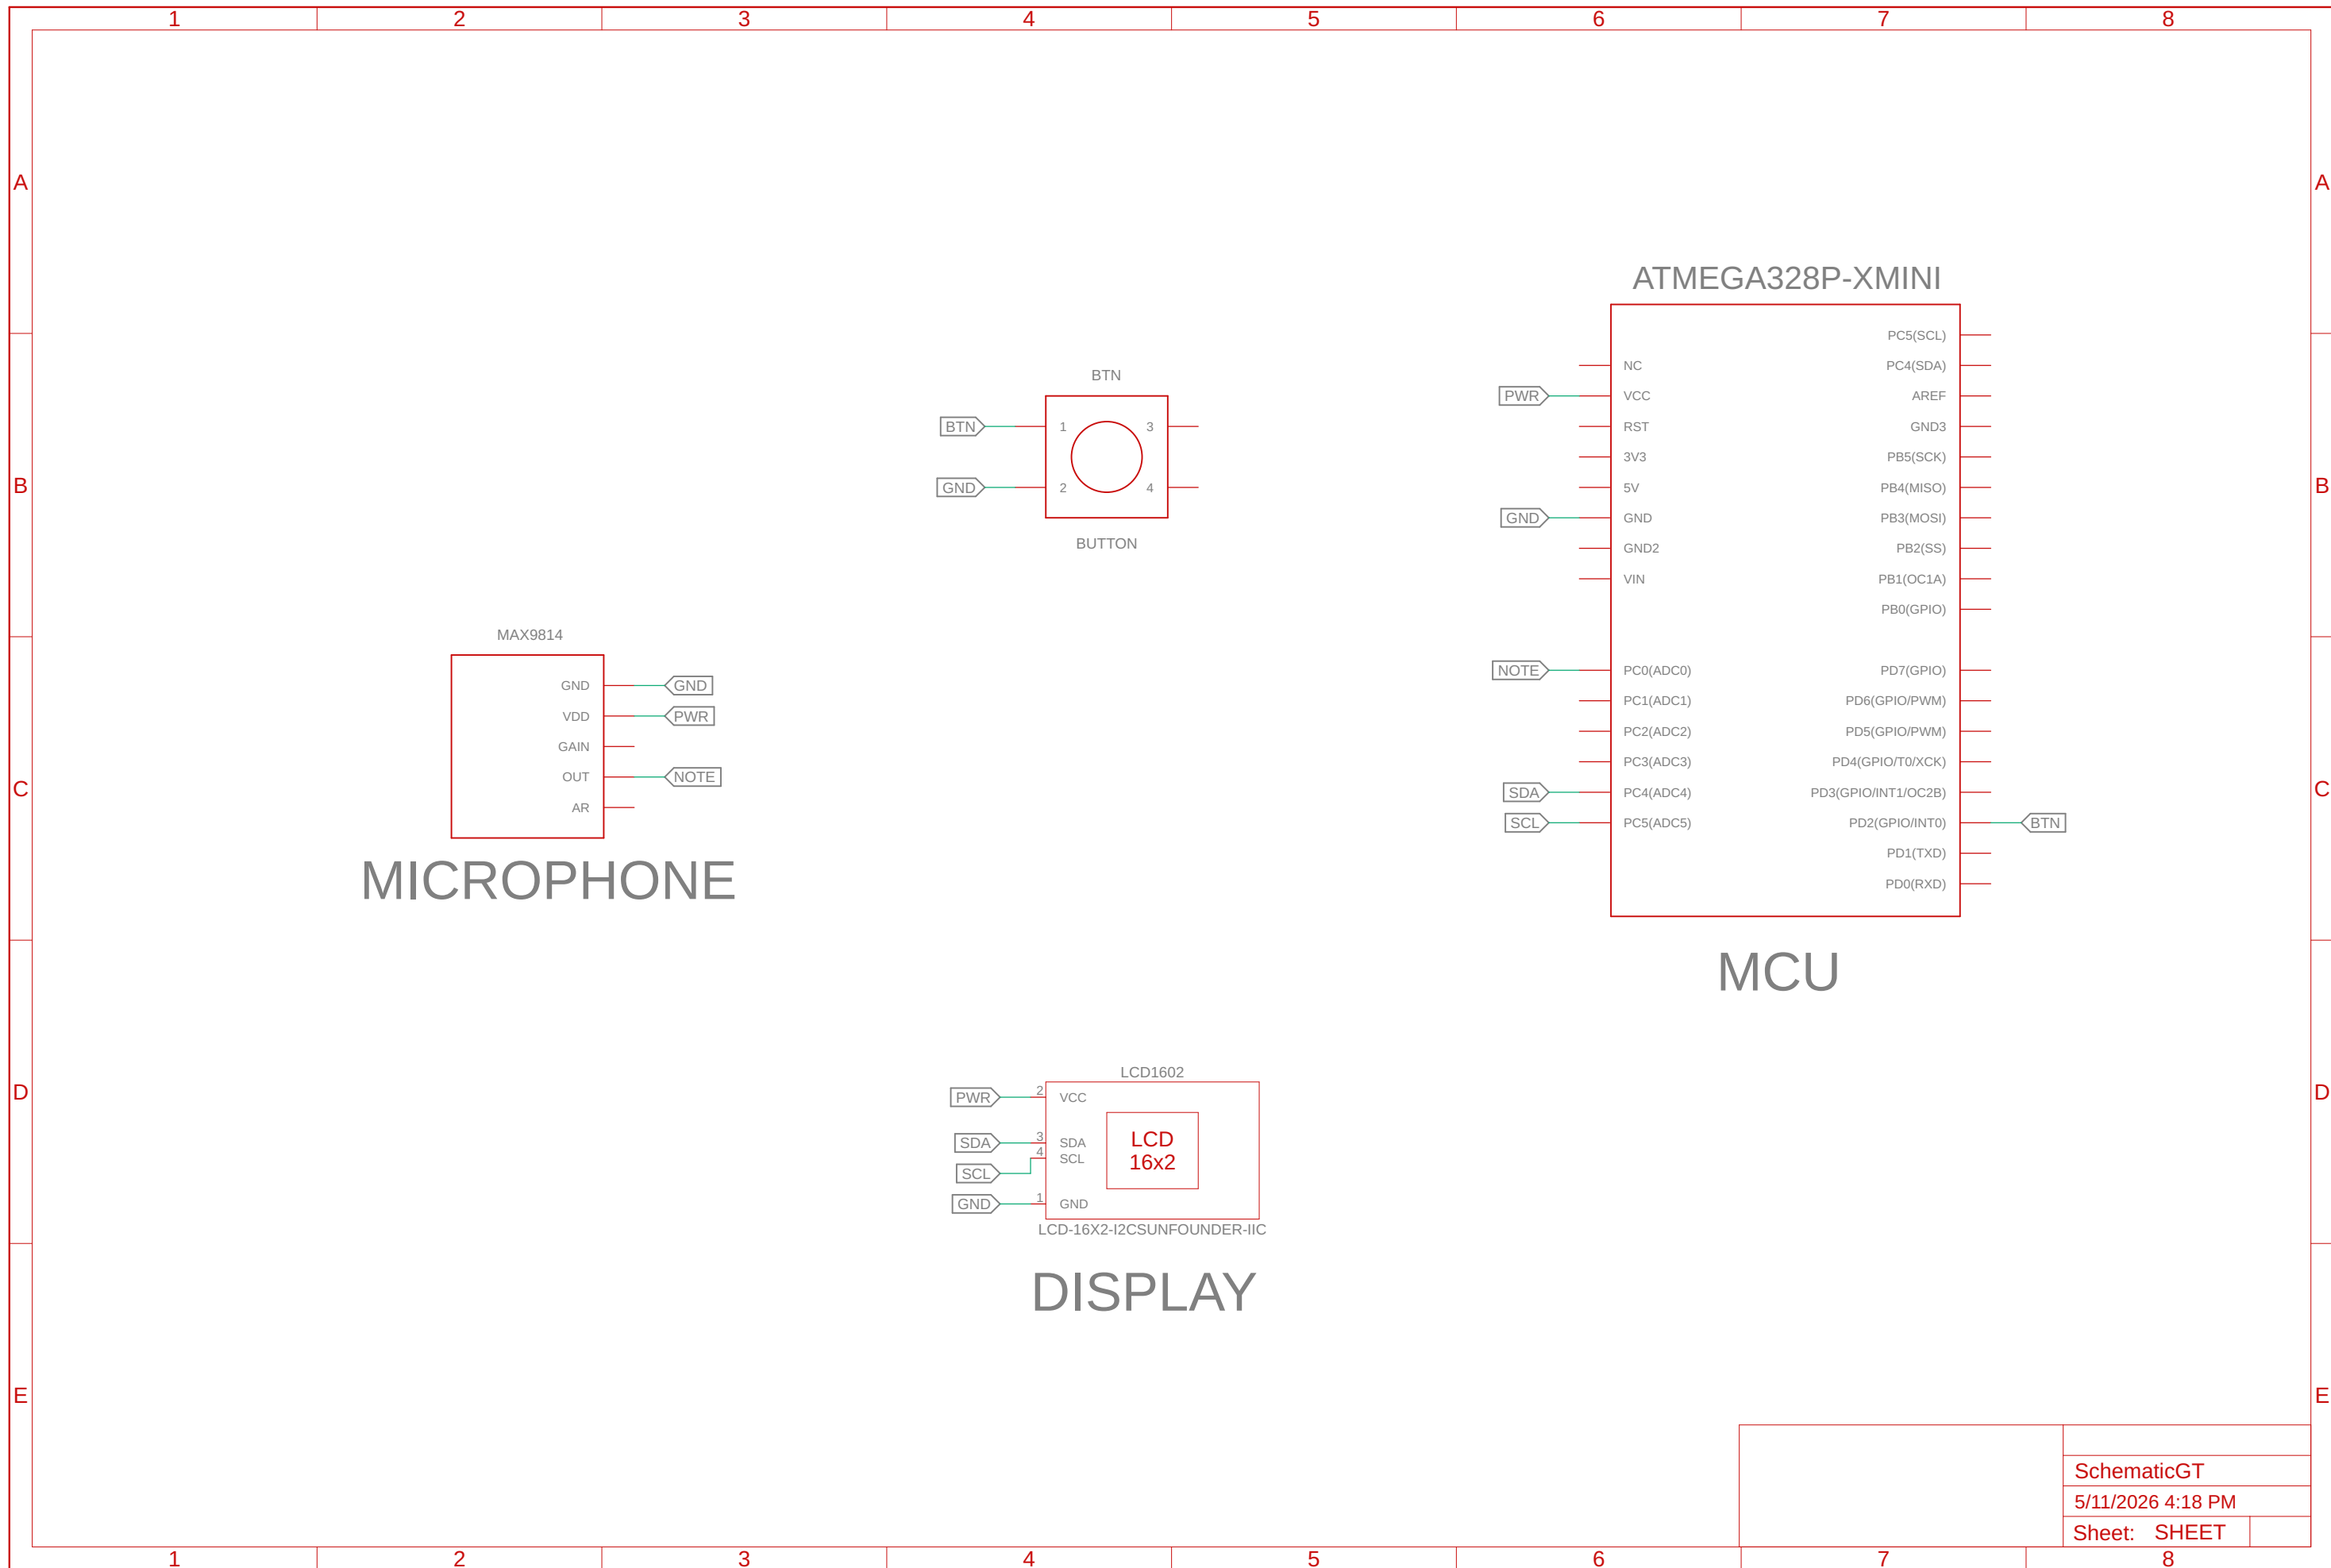 1 2 3 4 5 6 7 8
A A
ATMEGA328P-XMINI
PC5(SCL)
NC PC4(SDA)
PWR VCC AREF
RST GND3
3V3 PB5(SCK)
5V PB4(MISO)
GND GND PB3(MOSI)
GND2 PB2(SS)
VIN PB1(OC1A)
PB0(GPIO)
NOTE PC0(ADC0) PD7(GPIO)
PC1(ADC1) PD6(GPIO/PWM)
PC2(ADC2) PD5(GPIO/PWM)
PC3(ADC3) PD4(GPIO/T0/XCK)
SDA PC4(ADC4) PD3(GPIO/INT1/OC2B)
SCL PC5(ADC5) PD2(GPIO/INT0) BTN
PD1(TXD)
PD0(RXD)
MCU
BTN
BTN 1 3
GND 2 4
BUTTON
B B
MAX9814
GND GND
VDD PWR
GAIN
OUT NOTE
AR
MICROPHONE
C C
LCD1602
PWR 2 VCC
SDA 3 SDA
SCL 4 SCL
GND 1 GND
LCD
16x2
LCD-16X2-I2CSUNFOUNDER-IIC
DISPLAY
D D
E E
SchematicGT
5/11/2026 4:18 PM
Sheet: SHEET
1 2 3 4 5 6 7 8